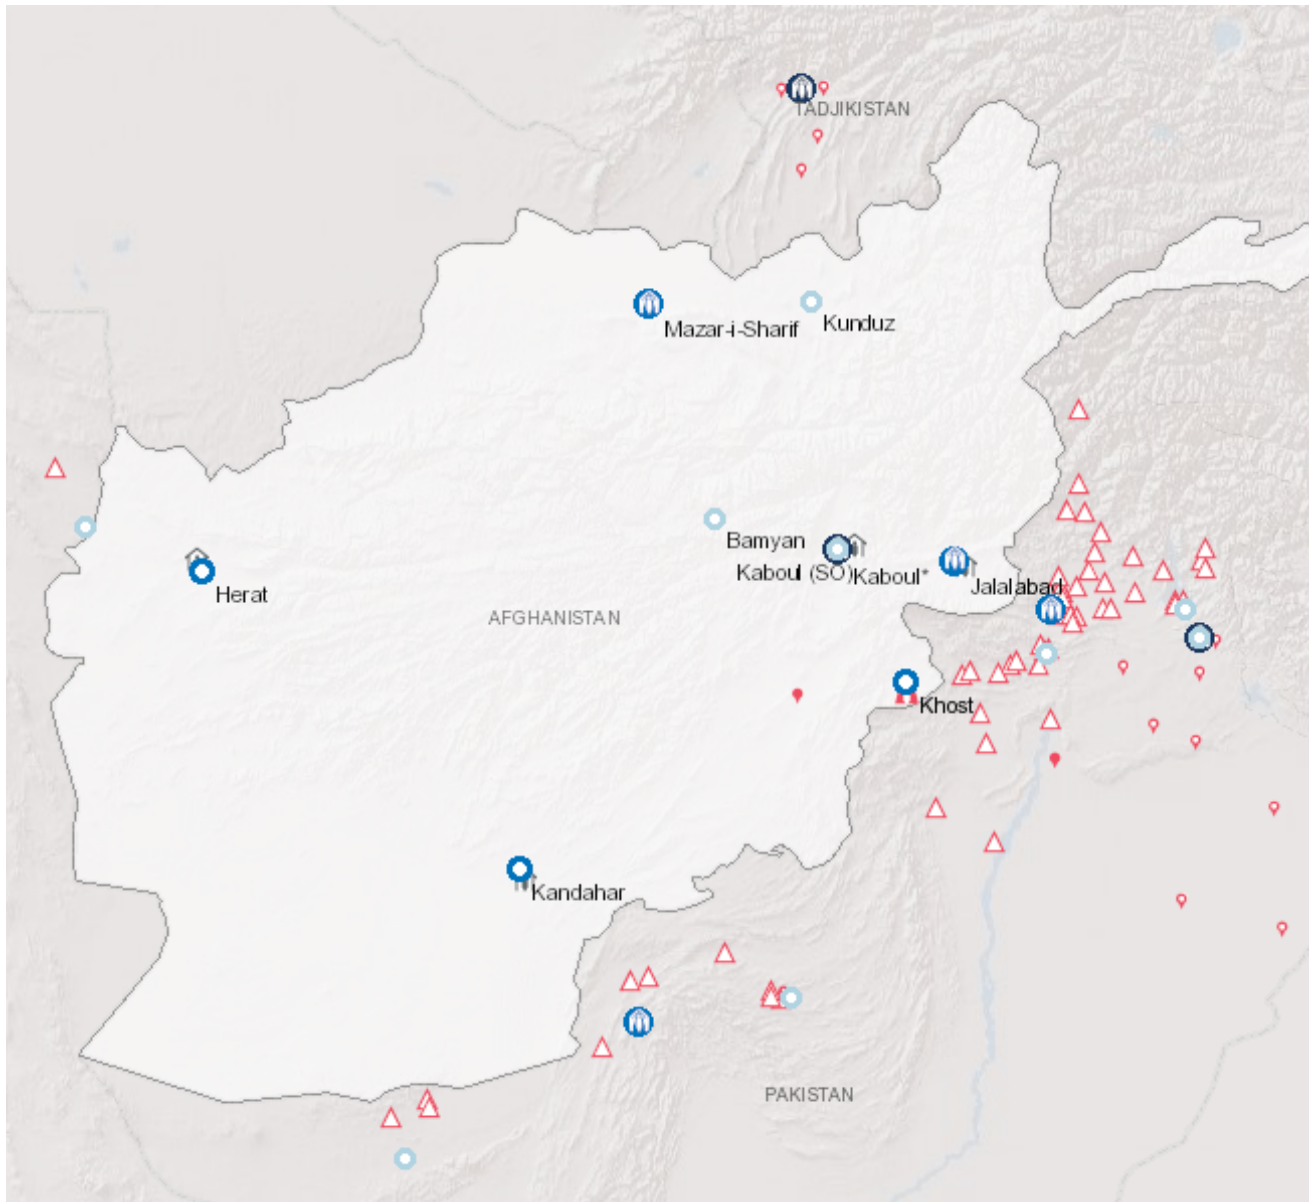 TADJIKISTAN
Mazar-i-Sharif
Kunduz
Bamyan
Kaboul (SO)
Kaboul*
Jalalabad
Herat
AFGHANISTAN
Khost
Kandahar
PAKISTAN